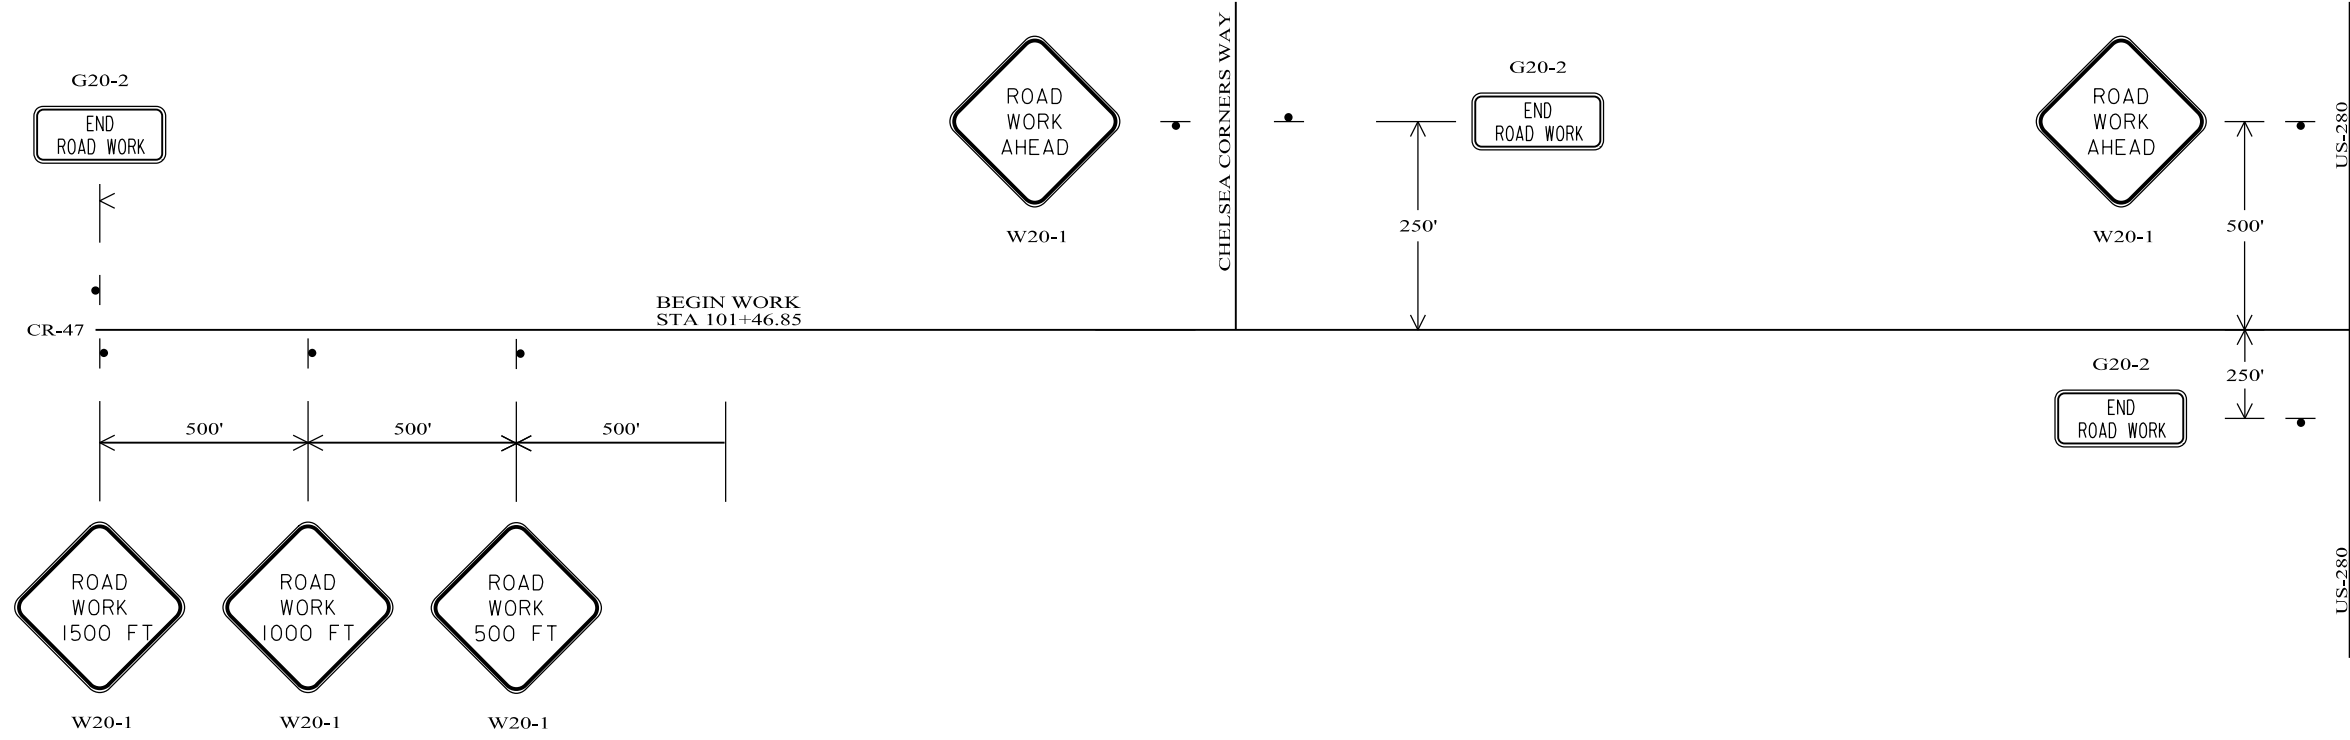 G20-2
END
ROAD WORK
CR-47
BEGIN WORK
STA 101+46.85
500'
500'
500'
ROAD
WORK
1500 FT
W20-1
ROAD
WORK
1000 FT
W20-1
ROAD
WORK
500 FT
W20-1
ROAD
WORK
AHEAD
W20-1
CHELSEA CORNERS WAY
250'
G20-2
END
ROAD WORK
ROAD
WORK
AHEAD
W20-1
500'
US-280
G20-2
END
ROAD WORK
250'
US-280